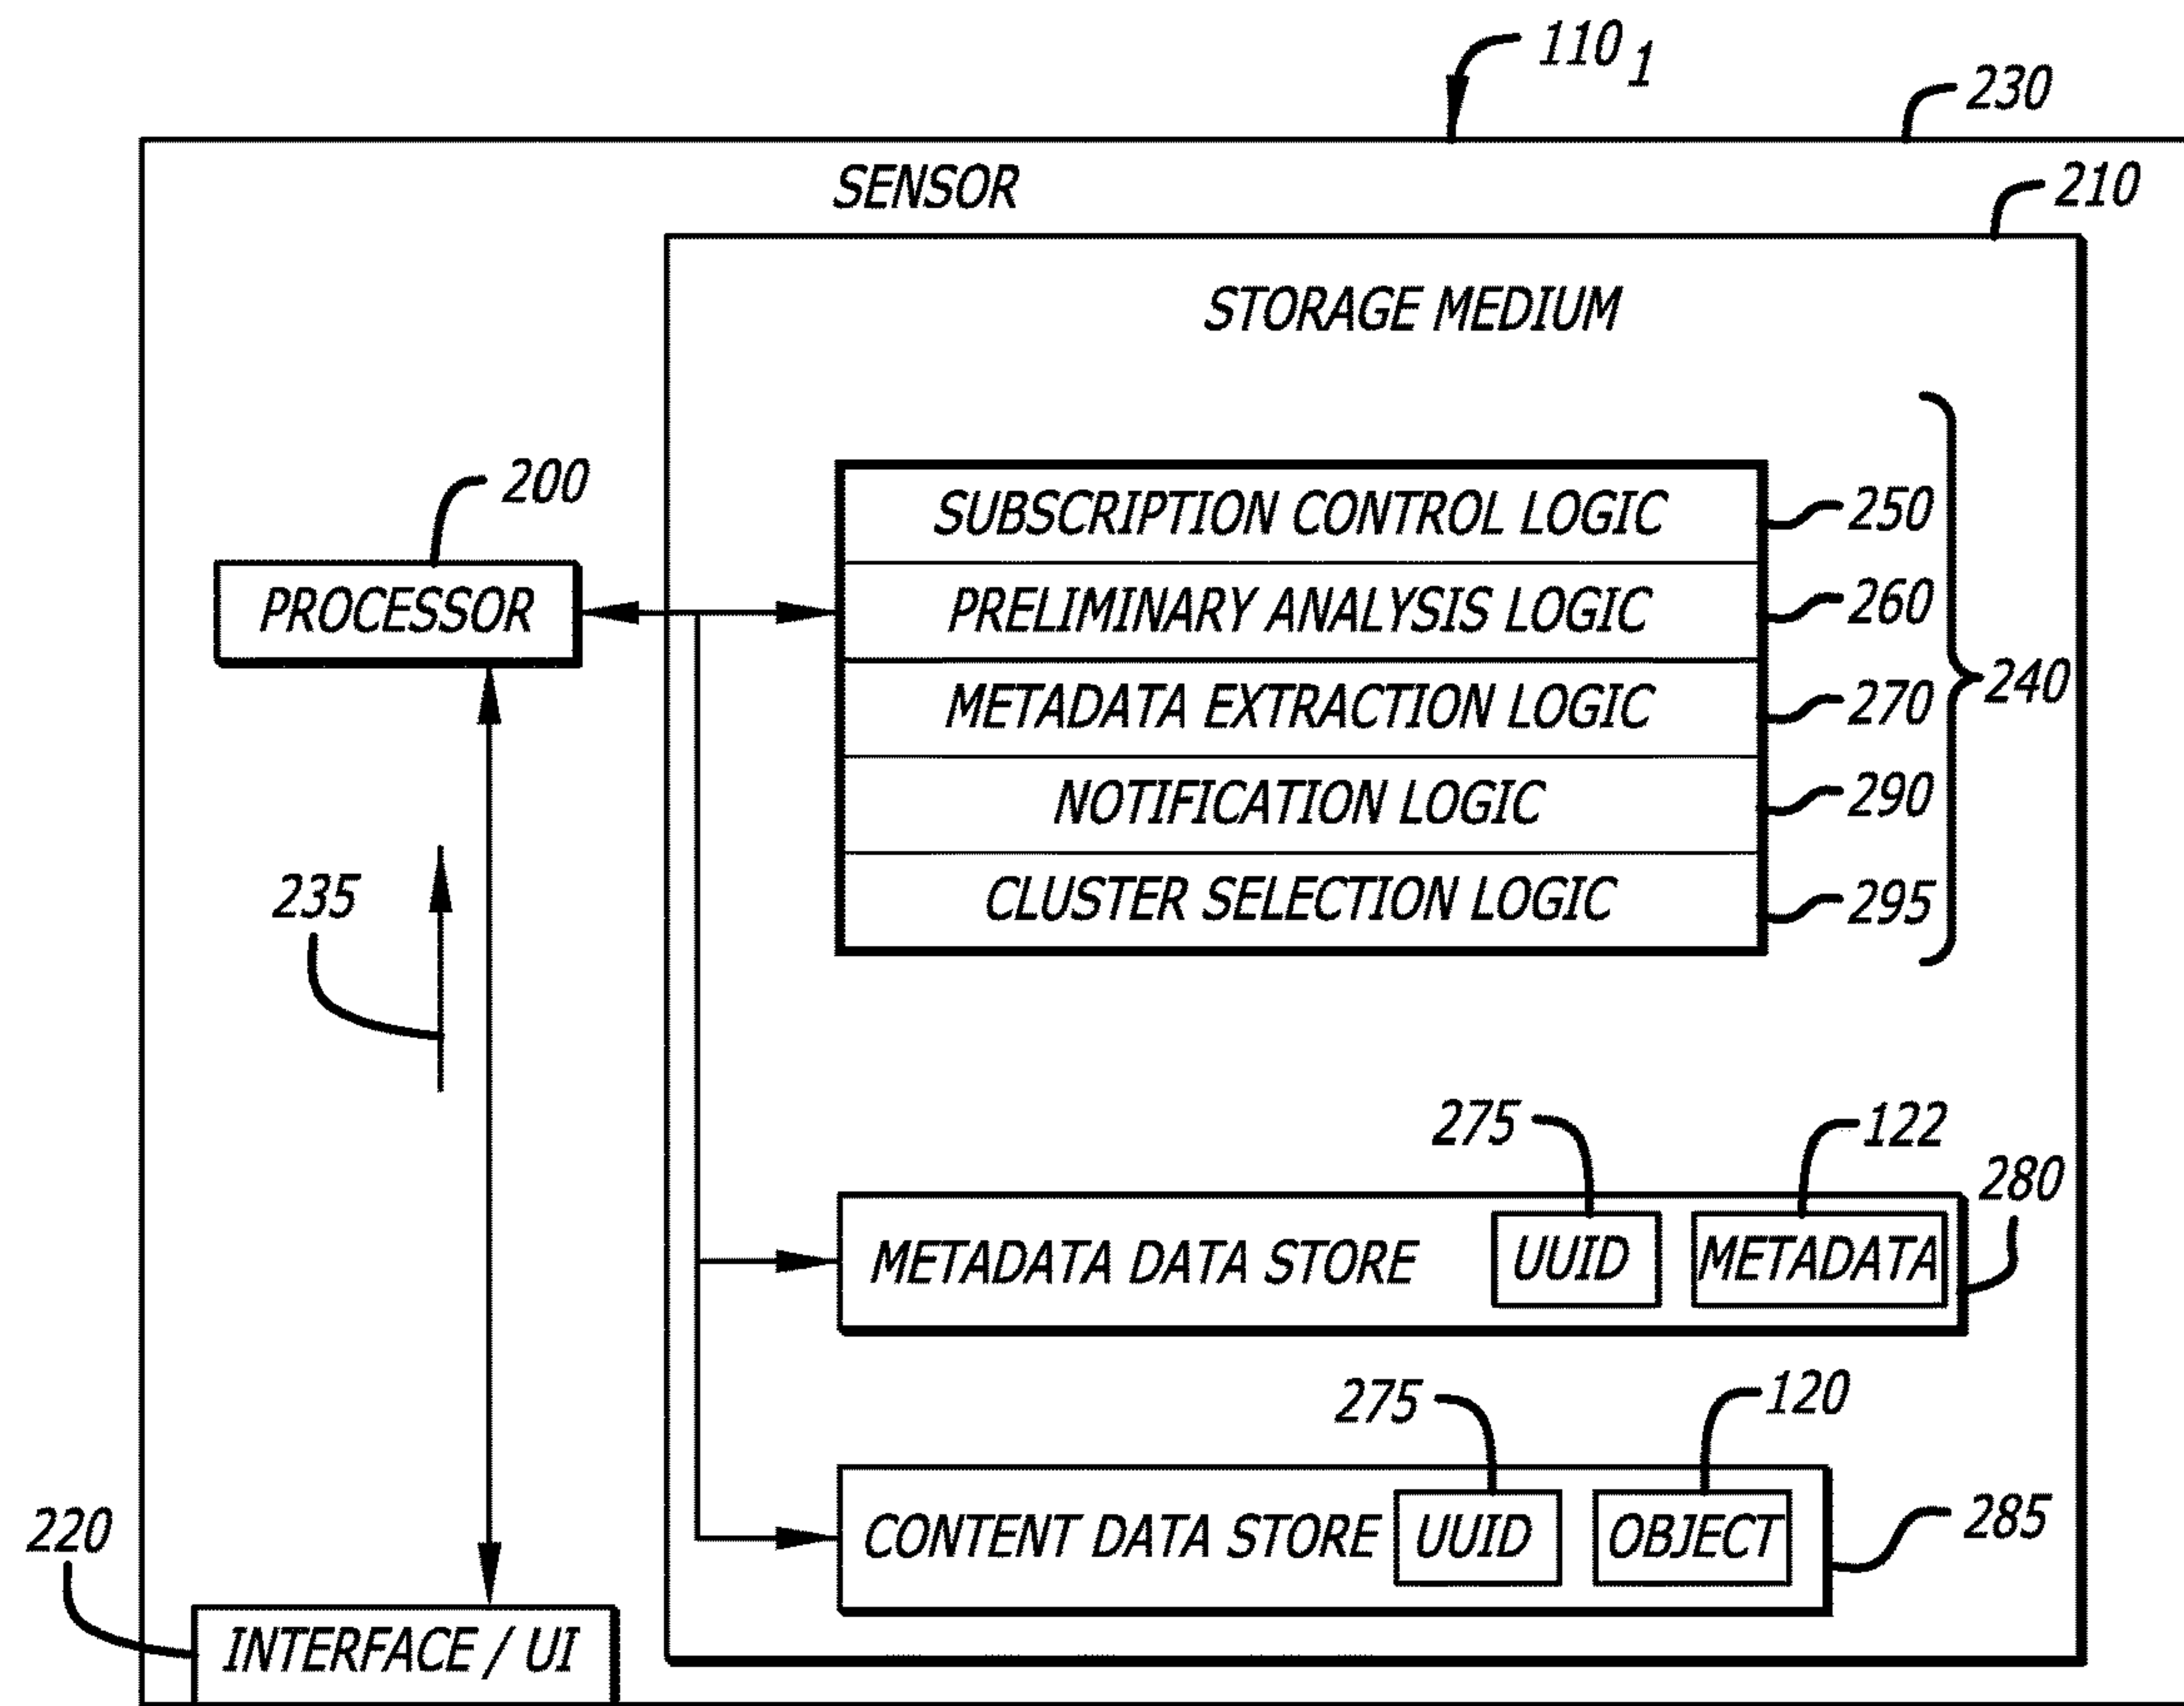 110 1
230
SENSOR
210
STORAGE MEDIUM
200
PROCESSOR
SUBSCRIPTION CONTROL LOGIC 250
PRELIMINARY ANALYSIS LOGIC 260
METADATA EXTRACTION LOGIC 270
240
NOTIFICATION LOGIC 290
CLUSTER SELECTION LOGIC 295
235
275 122
280
METADATA DATA STORE UUID METADATA
275 120
CONTENT DATA STORE UUID OBJECT 285
220
INTERFACE / UI